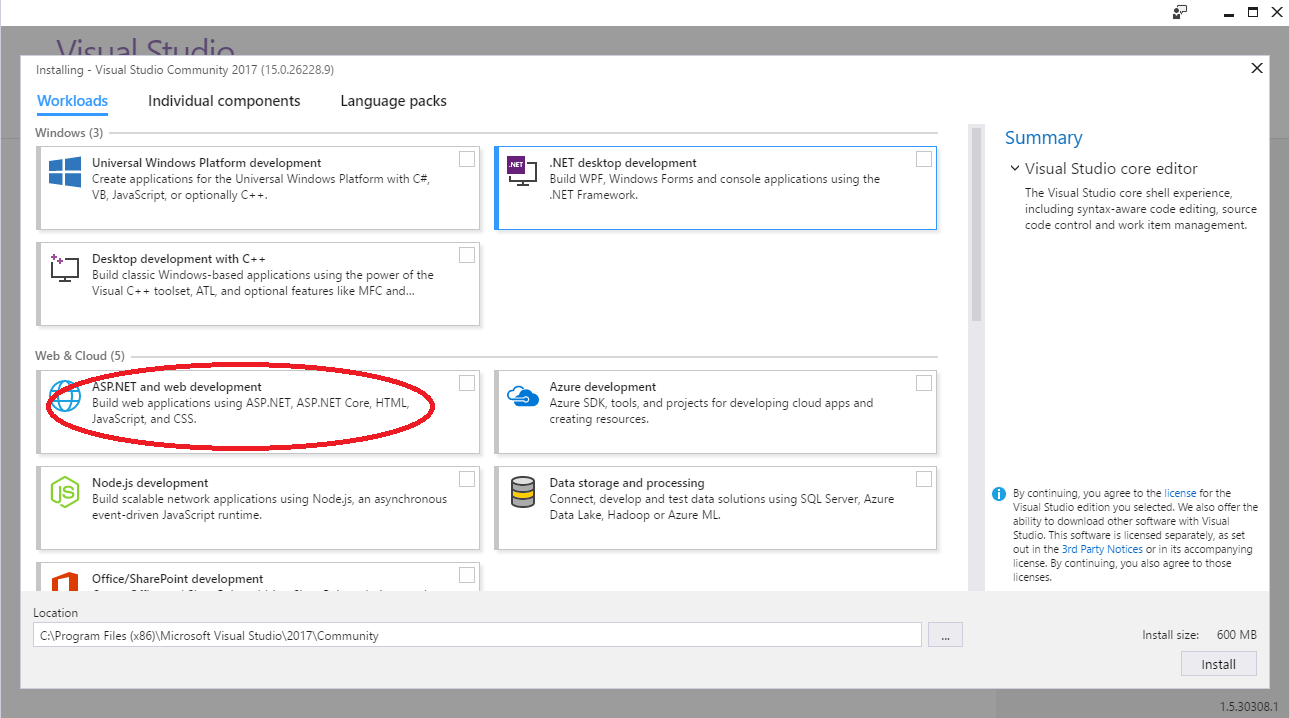 Visual Studio
Installing - Visual Studio Community 2017 (15.0.26228.9)
Workloads
Individual components
Language packs
Windows (3)
Universal Windows Platform development
Create applications for the Universal Windows Platform with C#,
VB, JavaScript, or optionally C++.
.NET
.NET desktop development
Build WPF, Windows Forms and console applications using the
.NET Framework.
Desktop development with C++
Build classic Windows-based applications using the power of the
Visual C++ toolset, ATL, and optional features like MFC and...
Web & Cloud (5)
ASP.NET and web development
Build web applications using ASP.NET, ASP.NET Core, HTML,
JavaScript, and CSS.
Azure development
Azure SDK, tools, and projects for developing cloud apps and
creating resources.
JS
Node.js development
Build scalable network applications using Node.js, an asynchronous
event-driven JavaScript runtime.
Data storage and processing
Connect, develop and test data solutions using SQL Server, Azure
Data Lake, Hadoop or Azure ML.
Office/SharePoint development
Summary
Visual Studio core editor
The Visual Studio core shell experience,
including syntax-aware code editing, source
code control and work item management.
By continuing, you agree to the license for the
Visual Studio edition you selected. We also offer the
ability to download other software with Visual
Studio. This software is licensed separately, as set
out in the 3rd Party Notices or in its accompanying
license. By continuing, you also agree to those
licenses.
Location
C:\Program Files (x86)\Microsoft Visual Studio\2017\Community
...
Install size: 600 MB
Install
1.5.30308.1